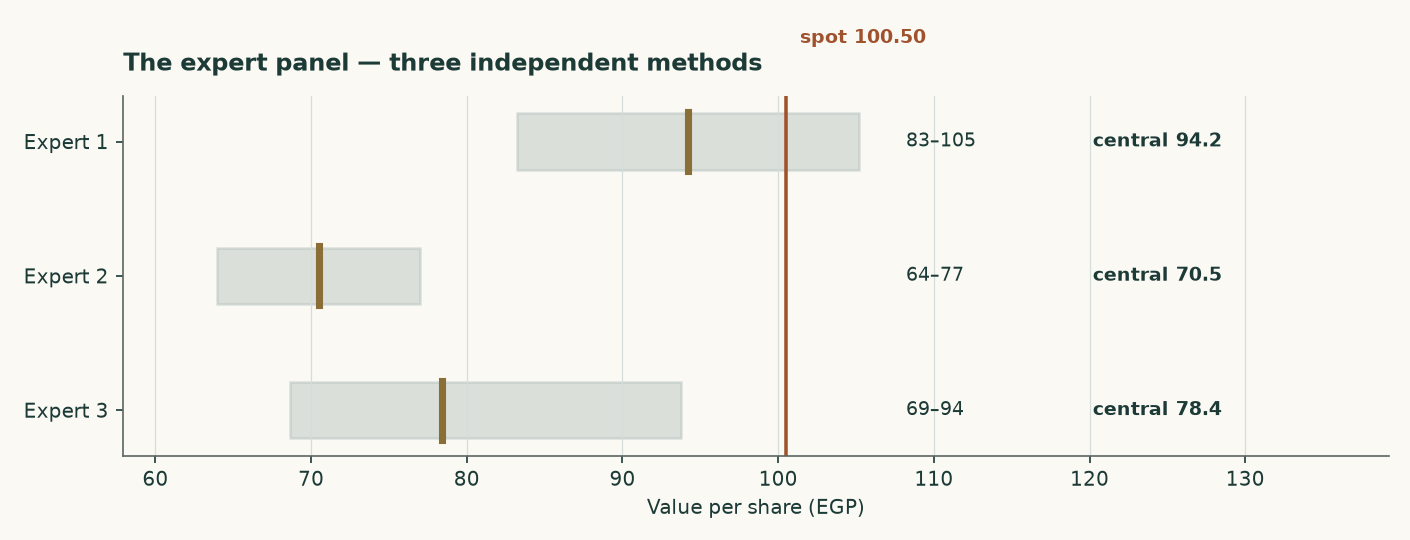 spot 100.50
The expert panel — three independent methods
Expert 1 83–105 central 94.2
Expert 2 64–77 central 70.5
Expert 3 69–94 central 78.4
60 70 80 90 100 110 120 130
Value per share (EGP)